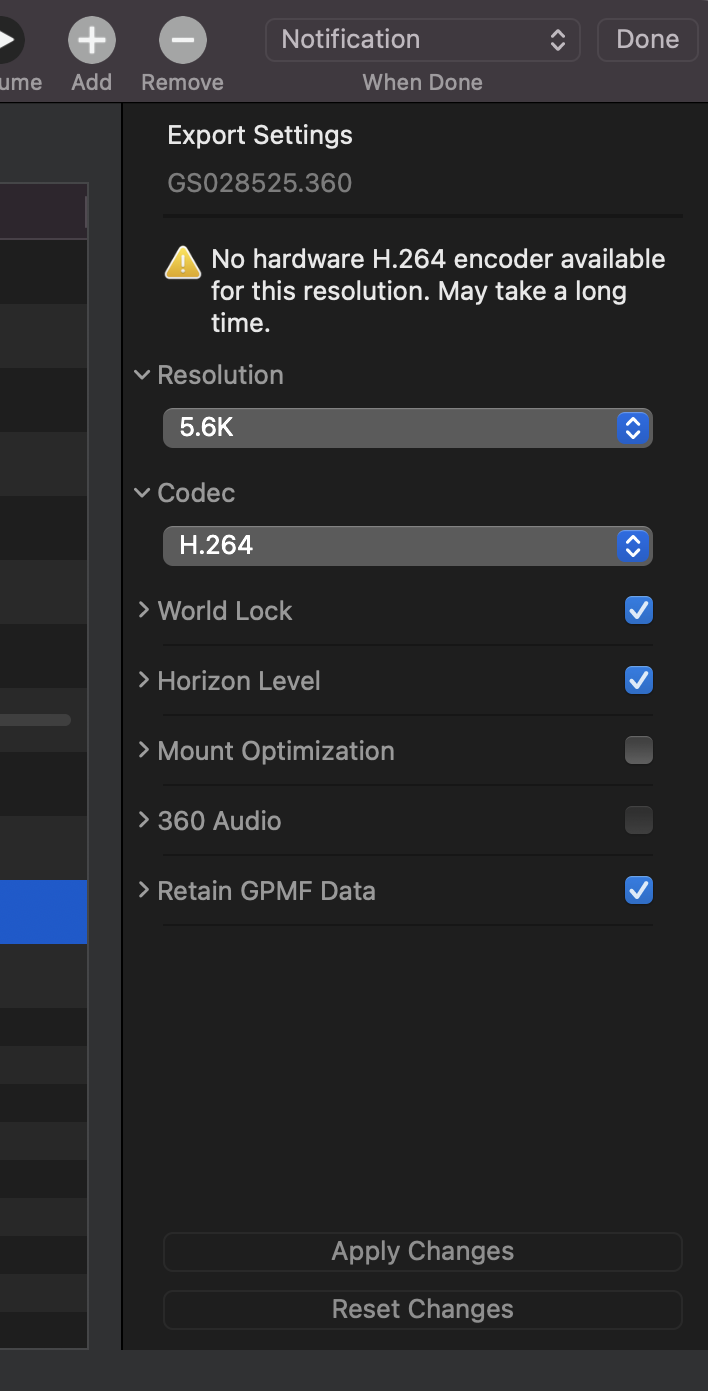 Notification
Done
ume
Add
Remove
When Done
Export Settings
GS028525.360
No hardware H.264 encoder available
for this resolution. May take a long
time.
Resolution
5.6K
Codec
H.264
World Lock
Horizon Level
Mount Optimization
360 Audio
Retain GPMF Data
Apply Changes
Reset Changes